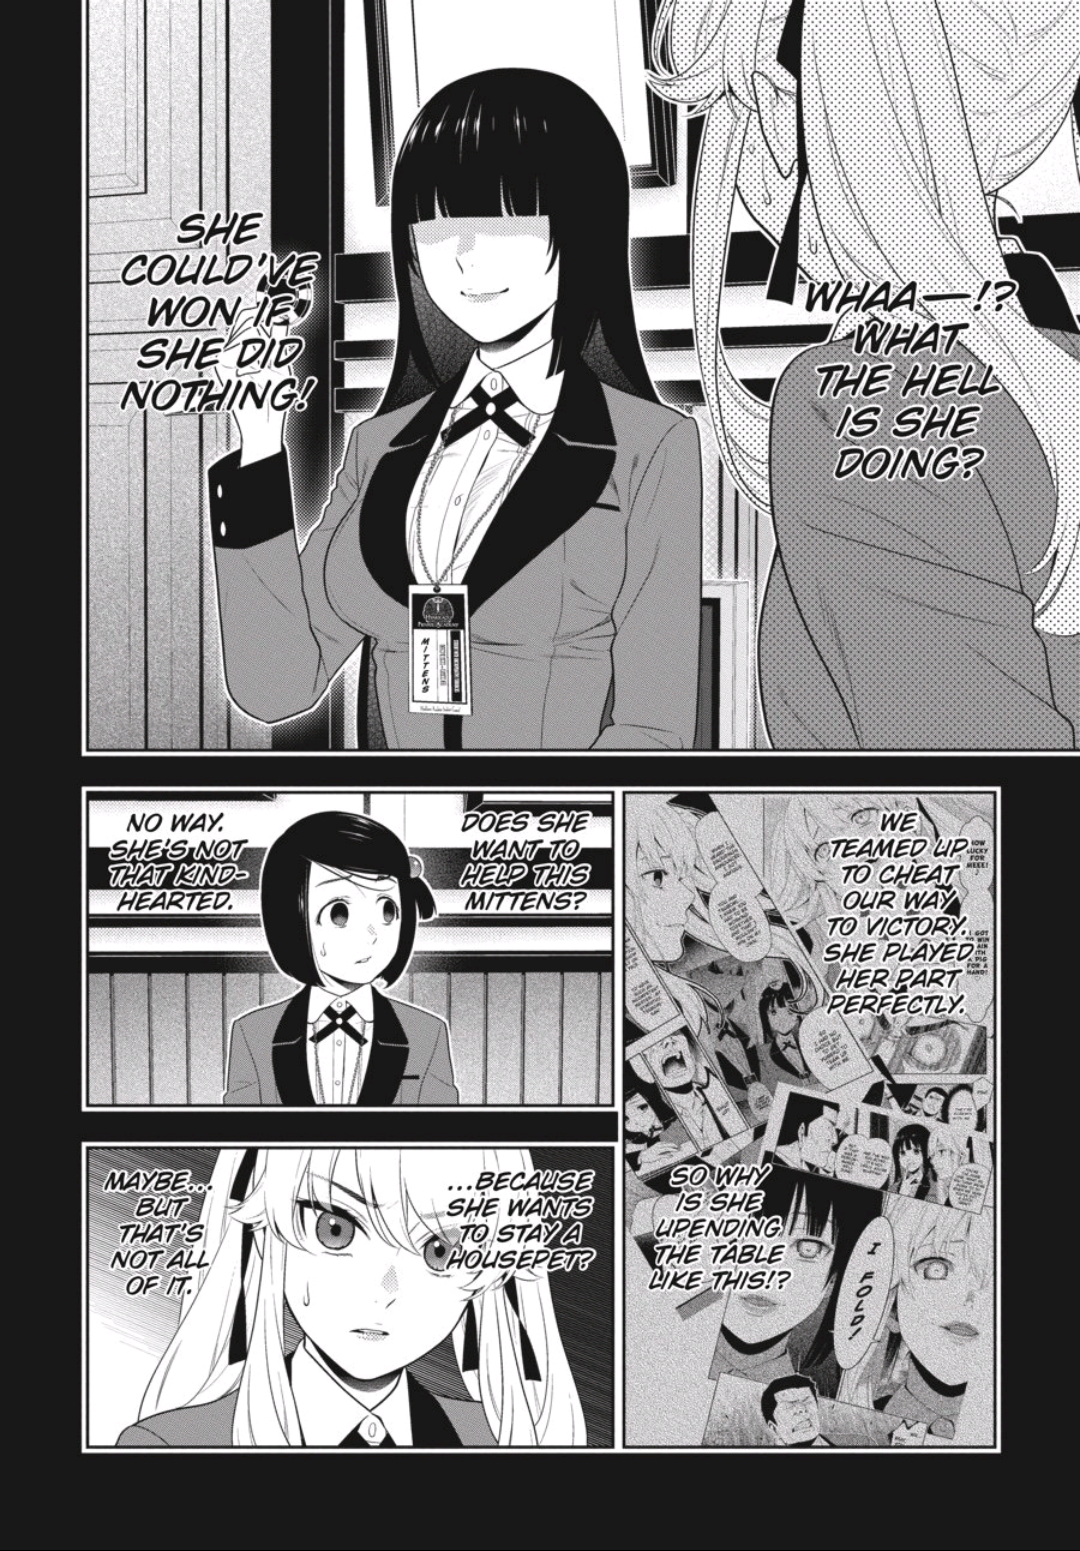 WHAA—!?
WHAT
THE HELL
IS SHE
DOING?
SHE
COULD'VE
WON IF
SHE DID
NOTHING!
MITTENS
WE
TEAMED UP
TO CHEAT
OUR WAY
TO VICTORY.
SHE PLAYED
HER PART
PERFECTLY.
SO WHY
IS SHE
UPENDING
THE TABLE
LIKE THIS!?
I FOLD!
DOES SHE
WANT TO
HELP THIS
MITTENS?
NO WAY.
SHE'S NOT
THAT KIND-
HEARTED.
...BECAUSE
SHE WANTS
TO STAY A
HOUSEPET?
MAYBE...
BUT
THAT'S
NOT ALL
OF IT.